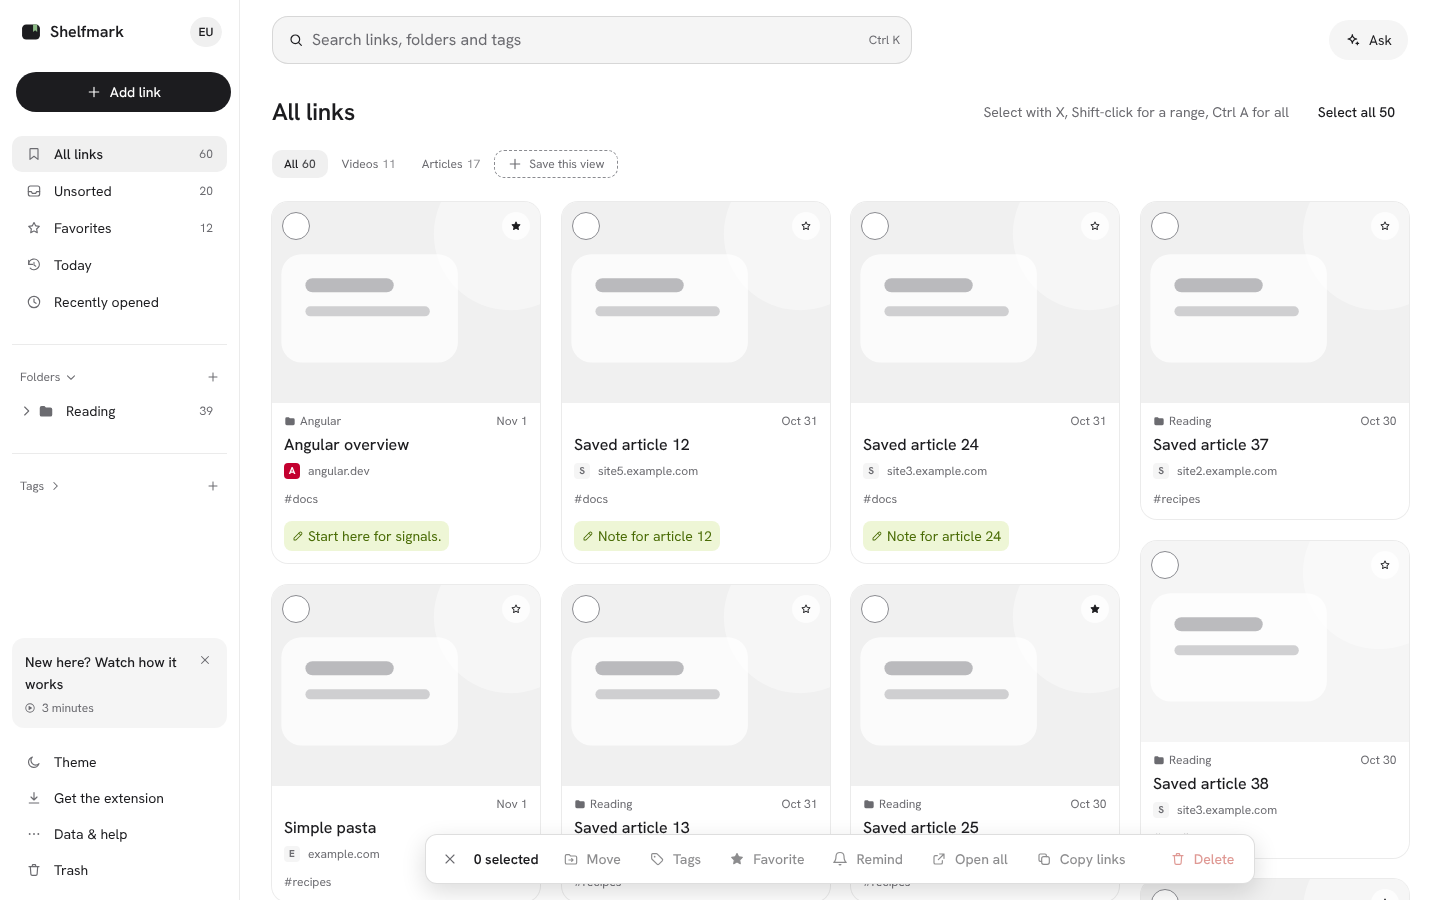 Shelfmark
EU
Add link
All links 60
Unsorted 20
Favorites 12
Today
Recently opened
Folders
Reading 39
Tags
New here? Watch how it
works
3 minutes
Theme
Get the extension
Data & help
Trash
Search links, folders and tags Ctrl K
Ask
All links
Select with X, Shift-click for a range, Ctrl A for all Select all 50
All 60 Videos 11 Articles 17 Save this view
Angular Nov 1
Angular overview
A angular.dev
#docs
Start here for signals.
Oct 31
Saved article 12
S site5.example.com
#docs
Note for article 12
Oct 31
Saved article 24
S site3.example.com
#docs
Note for article 24
Reading Oct 30
Saved article 37
S site2.example.com
#recipes
Nov 1
Simple pasta
E example.com
#recipes
Reading Oct 31
Saved article 13
#recipes
Reading Oct 30
Saved article 25
#recipes
Reading Oct 30
Saved article 38
S site3.example.com
0 selected Move Tags Favorite Remind Open all Copy links Delete